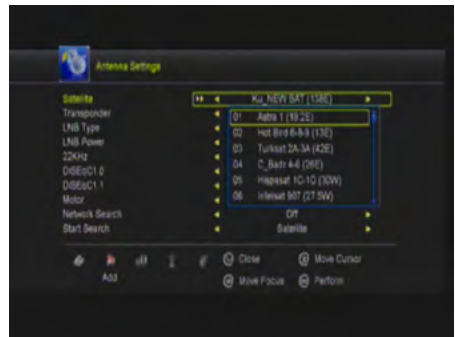 Antenna Settings
Satellite Ku_NEW SAT (138E)
Transponder
01 Astra 1 (19.2E)
LNB Type
02 Hot Bird 6-8-9 (13E)
LNB Power
03 Turksat 2A-3A (42E)
22KHz
04 C_Badr 4-6 (26E)
DiSEqC1.0
05 Hispasat 1C-1D (30W)
DiSEqC1.1
06 Intelsat 907 (27.5W)
Motor
Network Search Off
Start Search Satellite
Add
Close Move Cursor
Move Focus Perform